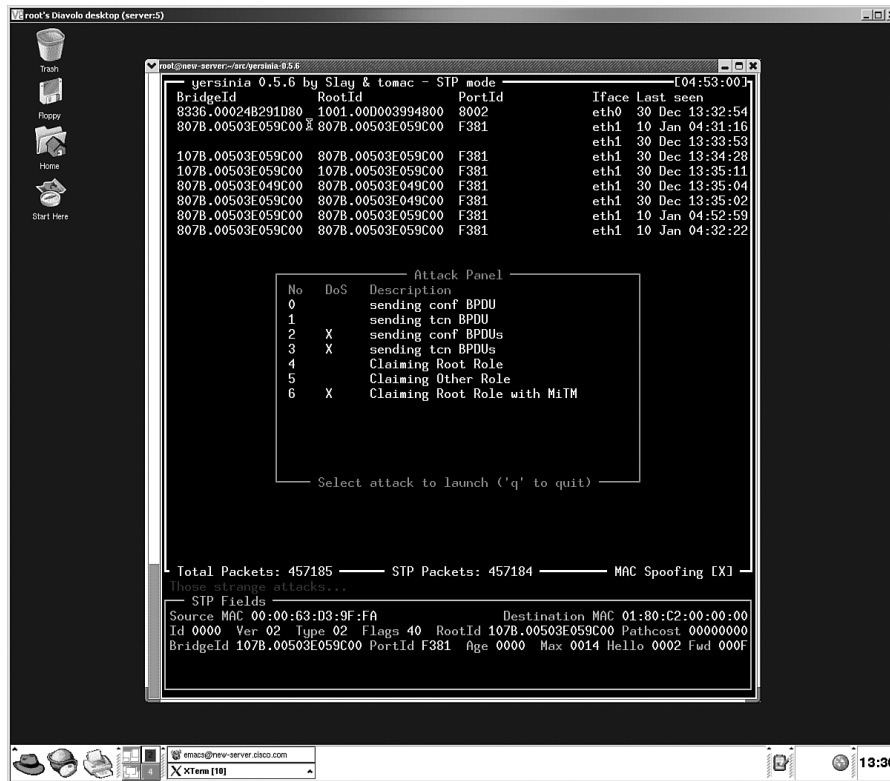 root's Diavolo desktop (server:5)
Trash
Floppy
Home
Start Here
root@new-server:~/src/yersinia-0.5.6
yersinia 0.5.6 by Slay & tomac - STP mode [04:53:00]
BridgeId RootId PortId Iface Last seen
8336.00024B291D80 1001.00D003994800 8002 eth0 30 Dec 13:32:54
807B.00503E059C00 807B.00503E059C00 F381 eth1 10 Jan 04:31:16
eth1 30 Dec 13:33:53
107B.00503E059C00 807B.00503E059C00 F381 eth1 30 Dec 13:34:28
107B.00503E059C00 107B.00503E059C00 F381 eth1 30 Dec 13:35:11
807B.00503E049C00 807B.00503E049C00 F381 eth1 30 Dec 13:35:04
807B.00503E059C00 807B.00503E049C00 F381 eth1 30 Dec 13:35:02
807B.00503E059C00 807B.00503E059C00 F381 eth1 10 Jan 04:52:59
807B.00503E059C00 807B.00503E059C00 F381 eth1 10 Jan 04:32:22
Attack Panel
No DoS Description
0 sending conf BPDU
1 sending tcn BPDU
2 X sending conf BPDUs
3 X sending tcn BPDUs
4 Claiming Root Role
5 Claiming Other Role
6 X Claiming Root Role with MiTM
Select attack to launch ('q' to quit)
Total Packets: 457185 STP Packets: 457184 MAC Spoofing [X]
Those strange attacks...
STP Fields
Source MAC 00:00:63:D3:9F:FA Destination MAC 01:80:C2:00:00:00
Id 0000 Ver 02 Type 02 Flags 40 RootId 107B.00503E059C00 Pathcost 00000000
BridgeId 107B.00503E059C00 PortId F381 Age 0000 Max 0014 Hello 0002 Fwd 000F
2
4
emacs@new-server.cisco.com
XTerm [10]